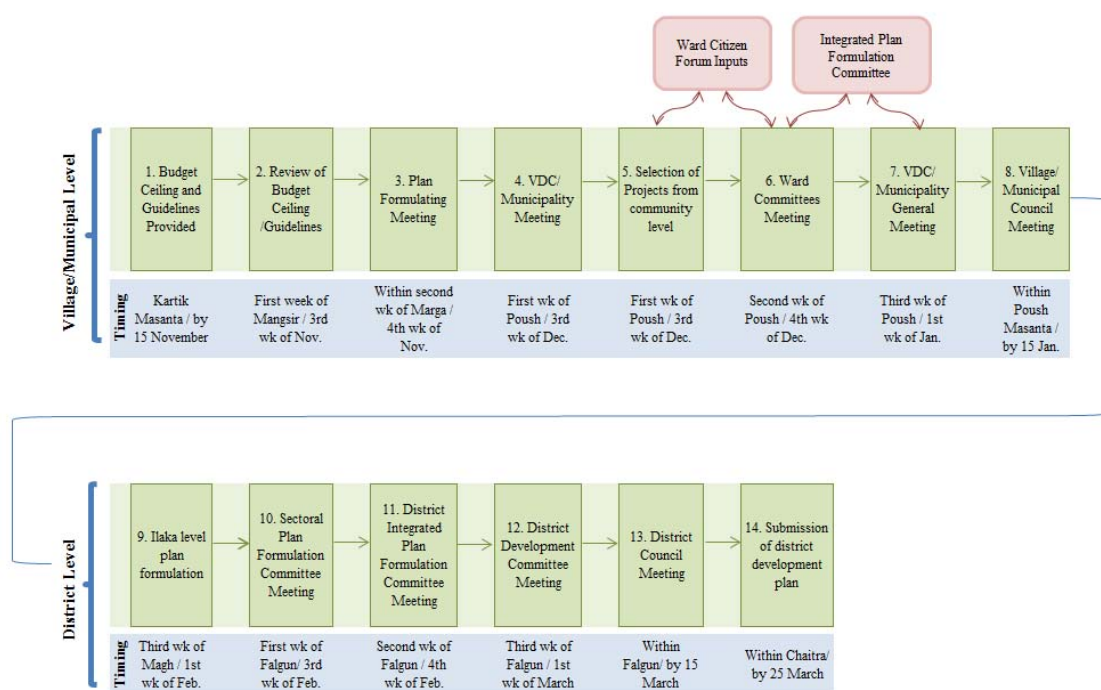 Ward Citizen
Forum Inputs
Integrated Plan
Formulation
Committee
Village/Municipal Level
1. Budget
Ceiling and
Guidelines
Provided
2. Review of
Budget
Ceiling
/Guidelines
3. Plan
Formulating
Meeting
4. VDC/
Municipality
Meeting
5. Selection of
Projects from
community
level
6. Ward
Committees
Meeting
7. VDC/
Municipality
General
Meeting
8. Village/
Municipal
Council
Meeting
Timing
Kartik
Masanta / by
15 November
First week of
Mangsir / 3rd
wk of Nov.
Within second
wk of Marga /
4th wk of
Nov.
First wk of
Poush / 3rd
wk of Dec.
First wk of
Poush / 3rd
wk of Dec.
Second wk of
Poush / 4th wk
of Dec.
Third wk of
Poush / 1st
wk of Jan.
Within
Poush
Masanta /
by 15 Jan.
District Level
9. Ilaka level
plan
formulation
10. Sectoral
Plan
Formulation
Committee
Meeting
11. District
Integrated
Plan
Formulation
Committee
Meeting
12. District
Development
Committee
Meeting
13. District
Council
Meeting
14. Submission
of district
development
plan
Timing
Third wk of
Magh / 1st
wk of Feb.
First wk of
Falgun/ 3rd
wk of Feb.
Second wk of
Falgun / 4th
wk of Feb.
Third wk of
Falgun / 1st
wk of March
Within
Falgun/ by 15
March
Within Chaitra/
by 25 March